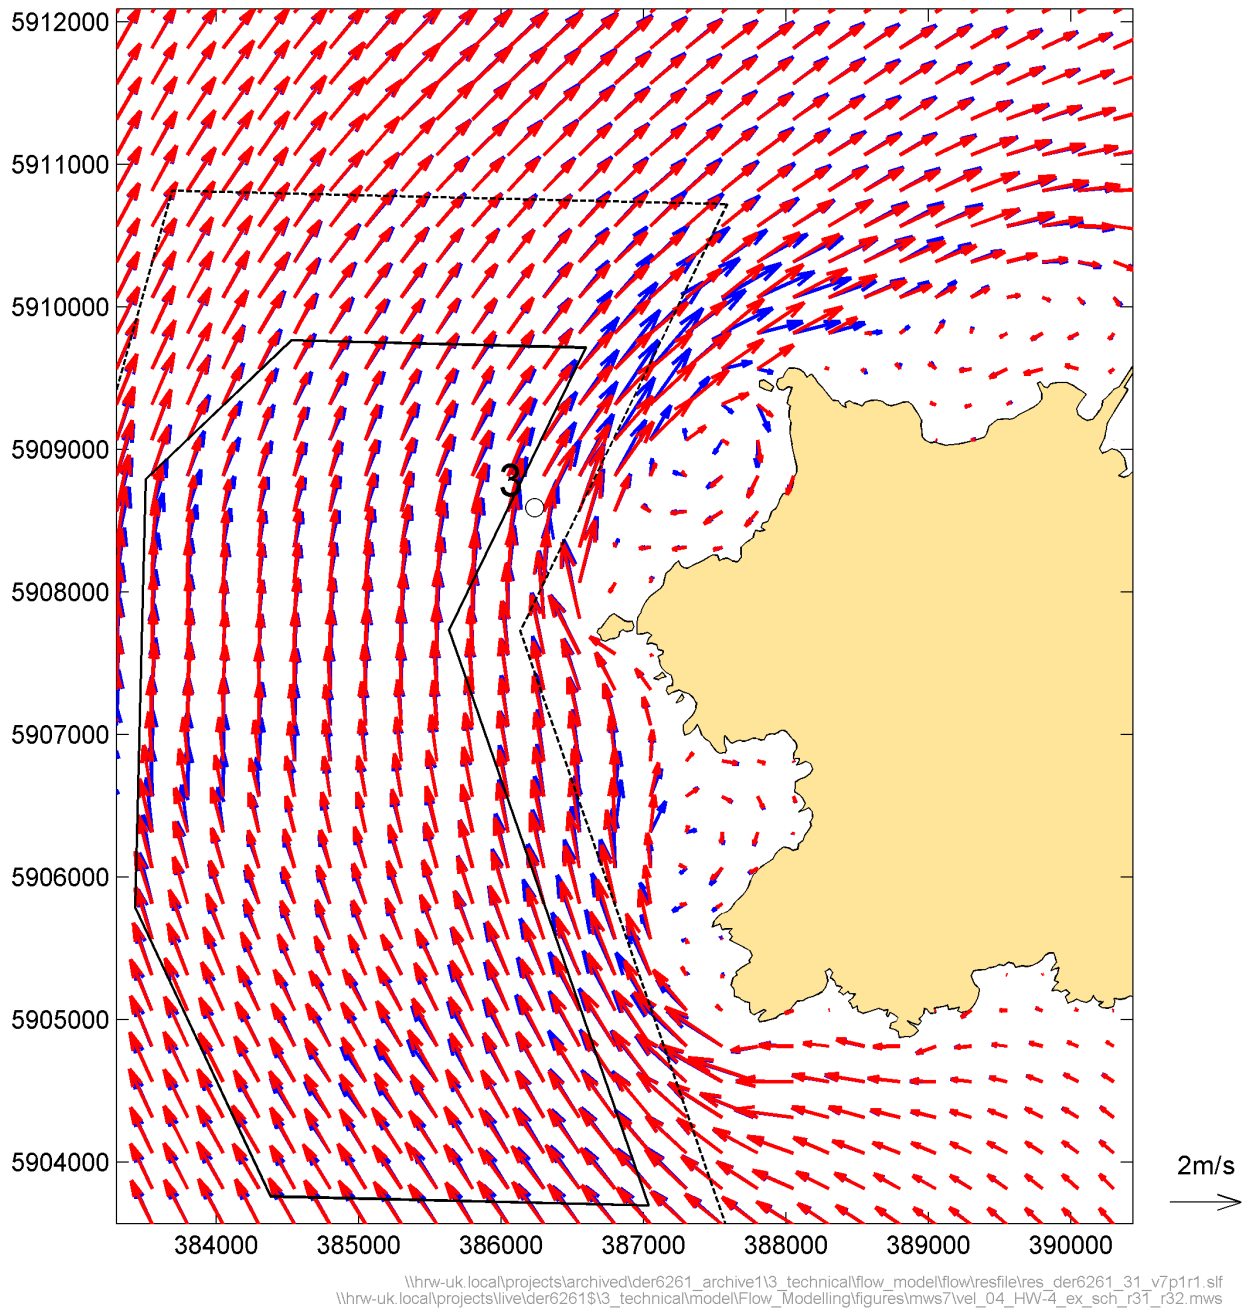 5912000
5911000
5910000
5909000
3
5908000
5907000
5906000
5905000
5904000
2m/s
384000 385000 386000 387000 388000 389000 390000
\\hrw-uk.local\projects\archived\der6261_archive1\3_technical\flow_model\flow\resfile\res_der6261_31_v7p1r1.slf
\\hrw-uk.local\projects\live\der6261$\3_technical\model\Flow_Modelling\figures\mws7\vel_04_HW-4_ex_sch_r31_r32.mws